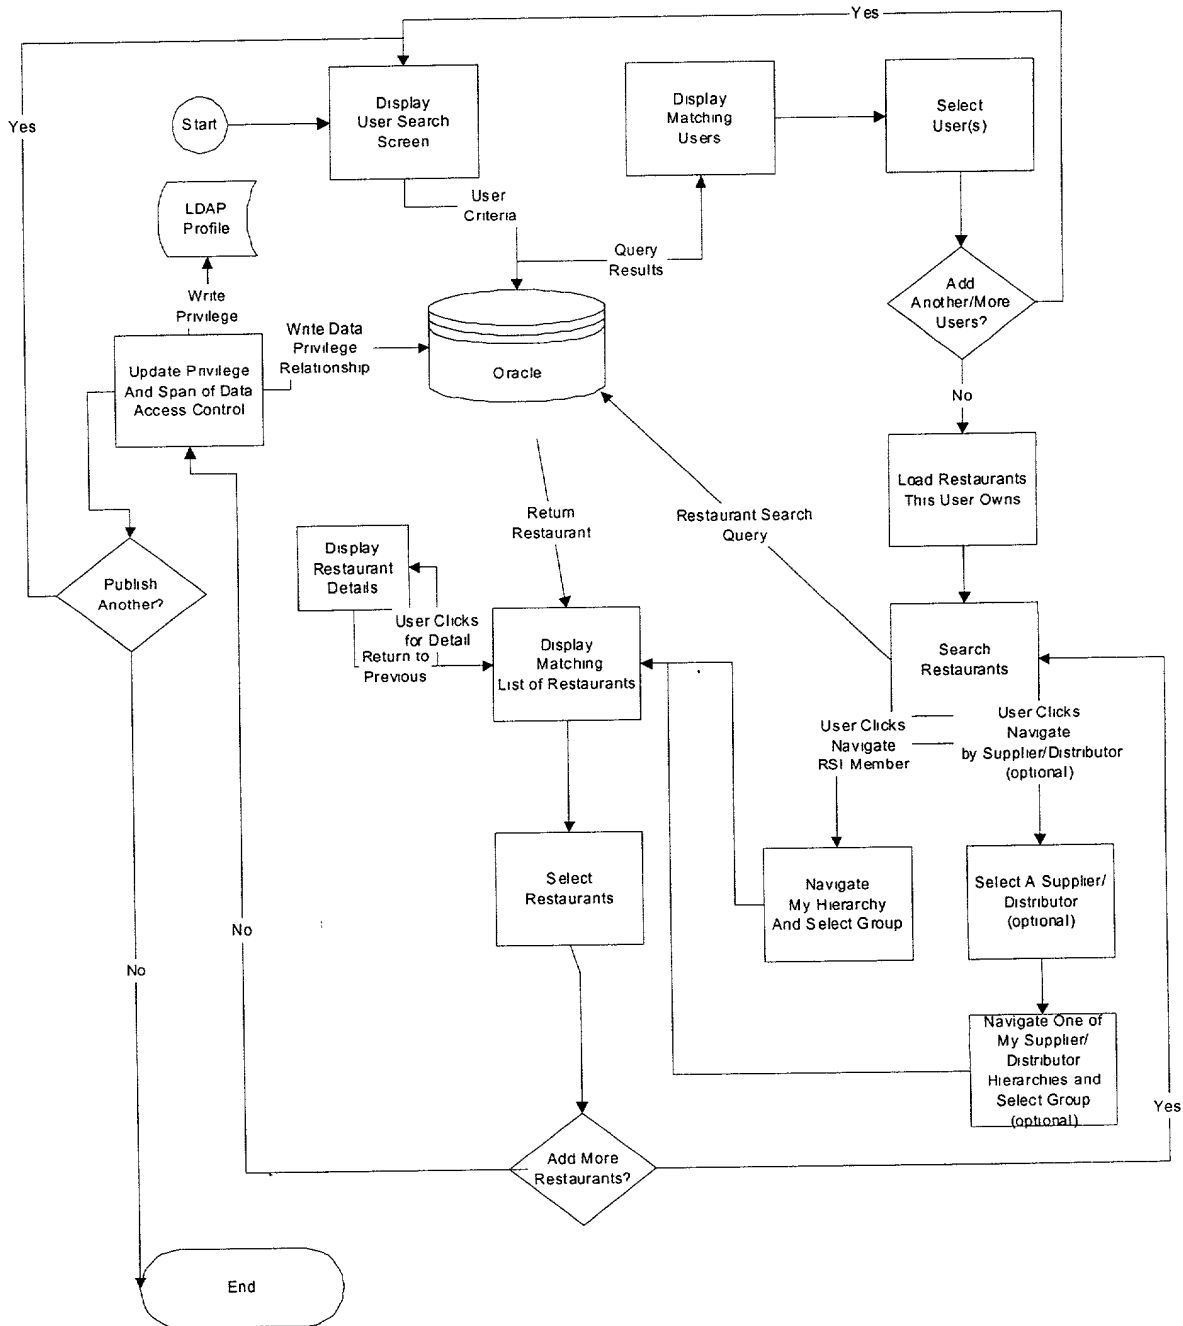 Yes
Yes
Start
Display
User Search
Screen
Display
Matching
Users
Select
User(s)
LDAP
Profile
User
Criteria
Query
Results
Add
Another/More
Users?
Write
Privilege
Write Data
Privilege
Relationship
Oracle
Update Privilege
And Span of Data
Access Control
No
Load Restaurants
This User Owns
Return
Restaurant
Restaurant Search
Query
Display
Restaurant
Details
Publish
Another?
User Clicks
for Detail
Return to
Previous
Display
Matching
List of Restaurants
Search
Restaurants
User Clicks
Navigate
RSI Member
User Clicks
Navigate
by Supplier/Distributor
(optional)
Select
Restaurants
Navigate
My Hierarchy
And Select Group
Select A Supplier/
Distributor
(optional)
No
No
Navigate One of
My Supplier/
Distributor
Hierarchies and
Select Group
(optional)
Yes
Add More
Restaurants?
End